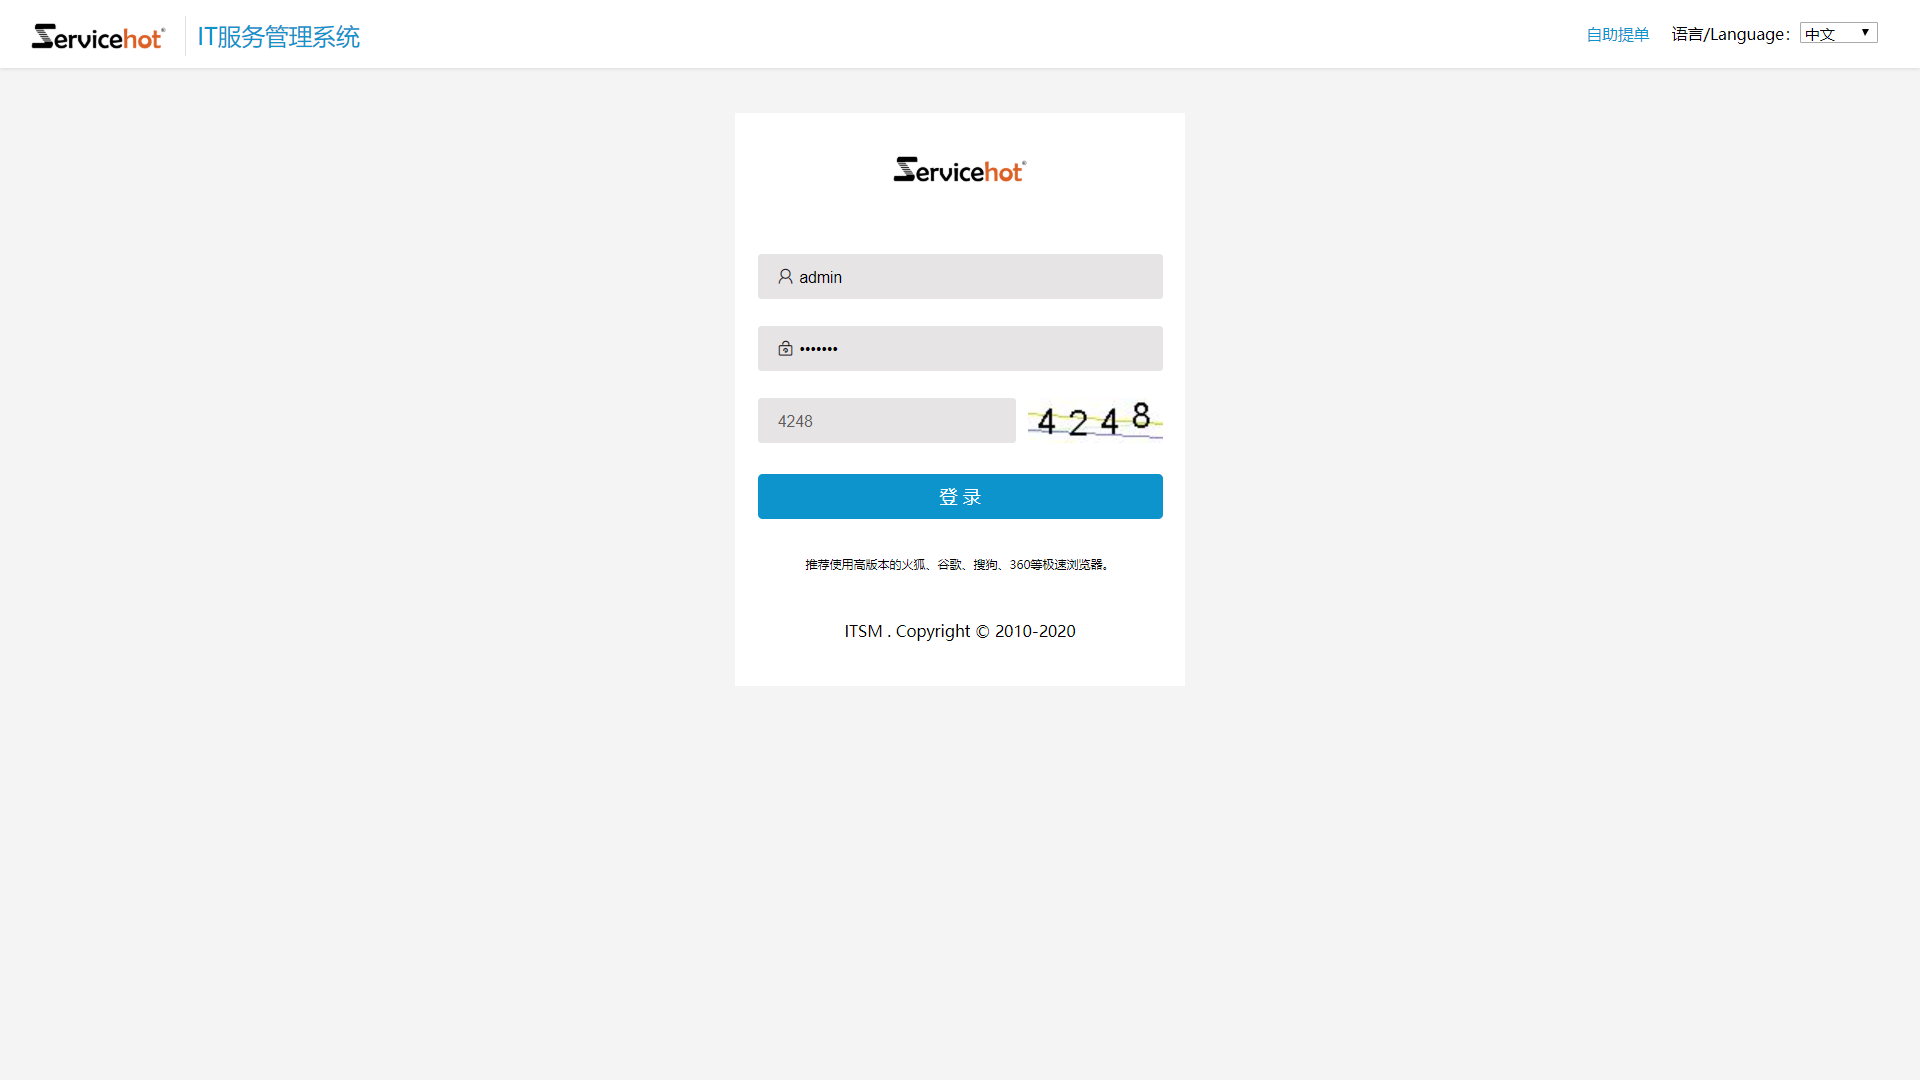 Servicehot® IT服务管理系统 自助提单 语言/Language: 中文 ▼
Servicehot®
admin
•••••••
4248 4248
登 录
推荐使用高版本的火狐、谷歌、搜狗、360等极速浏览器。
ITSM . Copyright © 2010-2020